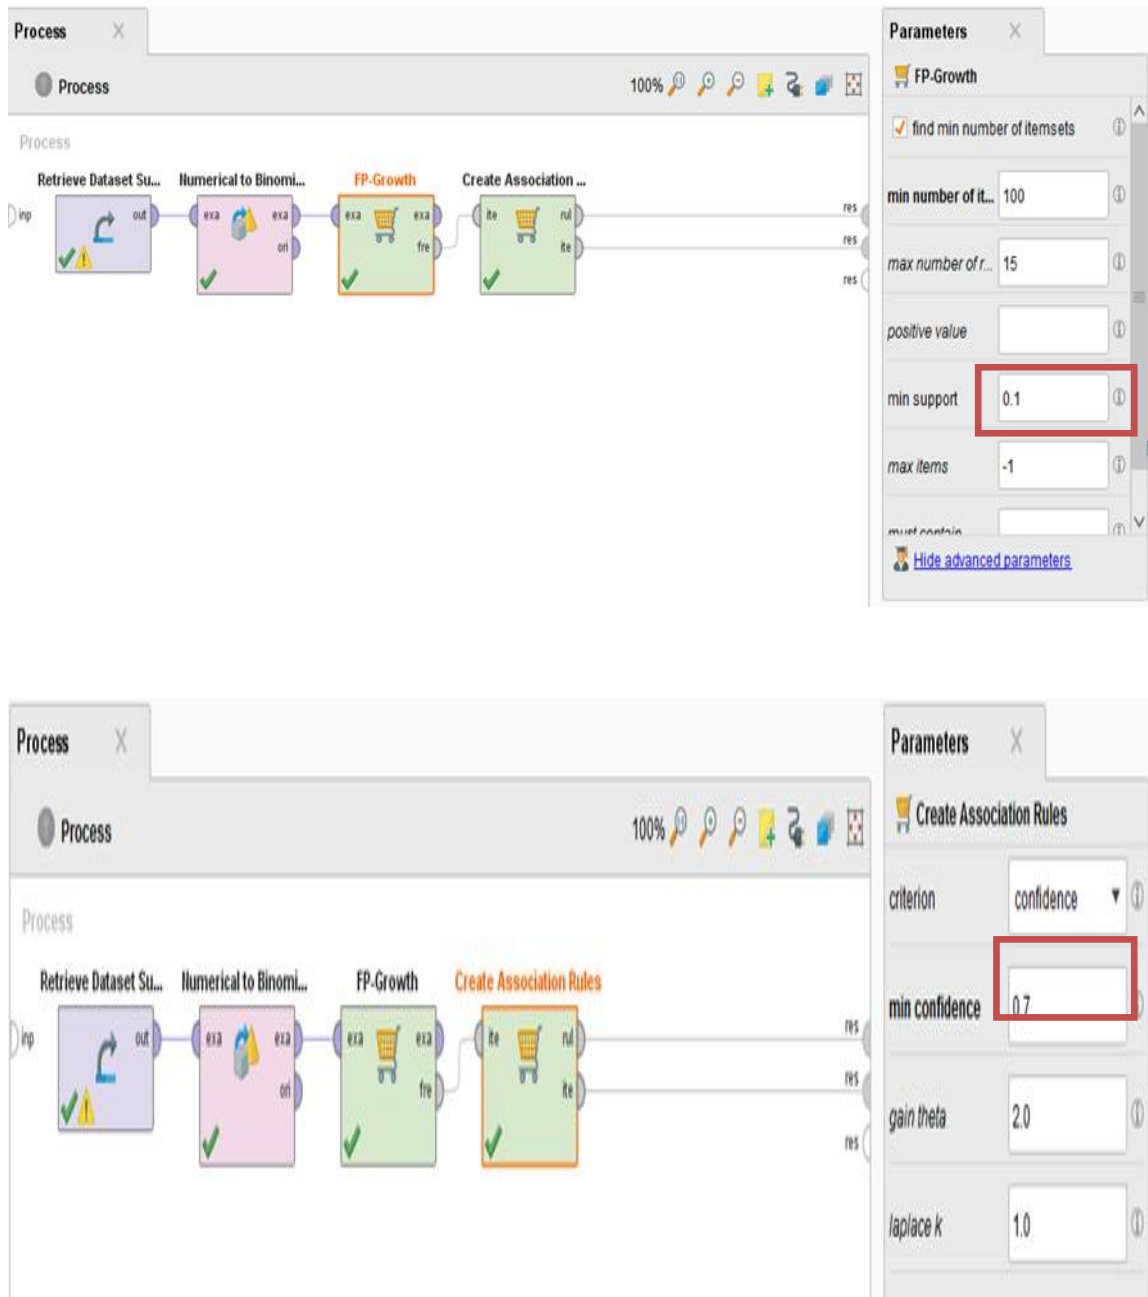 Process
Parameters
Process
100%
FP-Growth
find min number of itemsets
Process
Retrieve Dataset Su...
Numerical to Binomi...
FP-Growth
Create Association ...
inp
out
exa
exa
ori
exa
exa
fre
ite
rul
ite
res
res
res
min number of it...
100
max number of r...
15
positive value
min support
0.1
max items
-1
must contain
Hide advanced parameters
Process
Parameters
Process
100%
Create Association Rules
criterion
confidence
Process
Retrieve Dataset Su...
Numerical to Binomi...
FP-Growth
Create Association Rules
inp
out
exa
exa
ori
exa
exa
fre
ite
rul
ite
res
res
res
min confidence
0.7
gain theta
2.0
laplace k
1.0